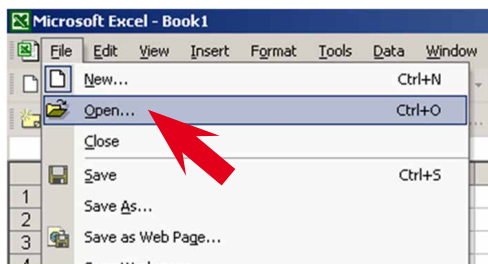 Microsoft Excel - Book1
File Edit View Insert Format Tools Data Window
New... Ctrl+N
Open... Ctrl+O
Close
Save Ctrl+S
1
Save As...
2
3 Save as Web Page...